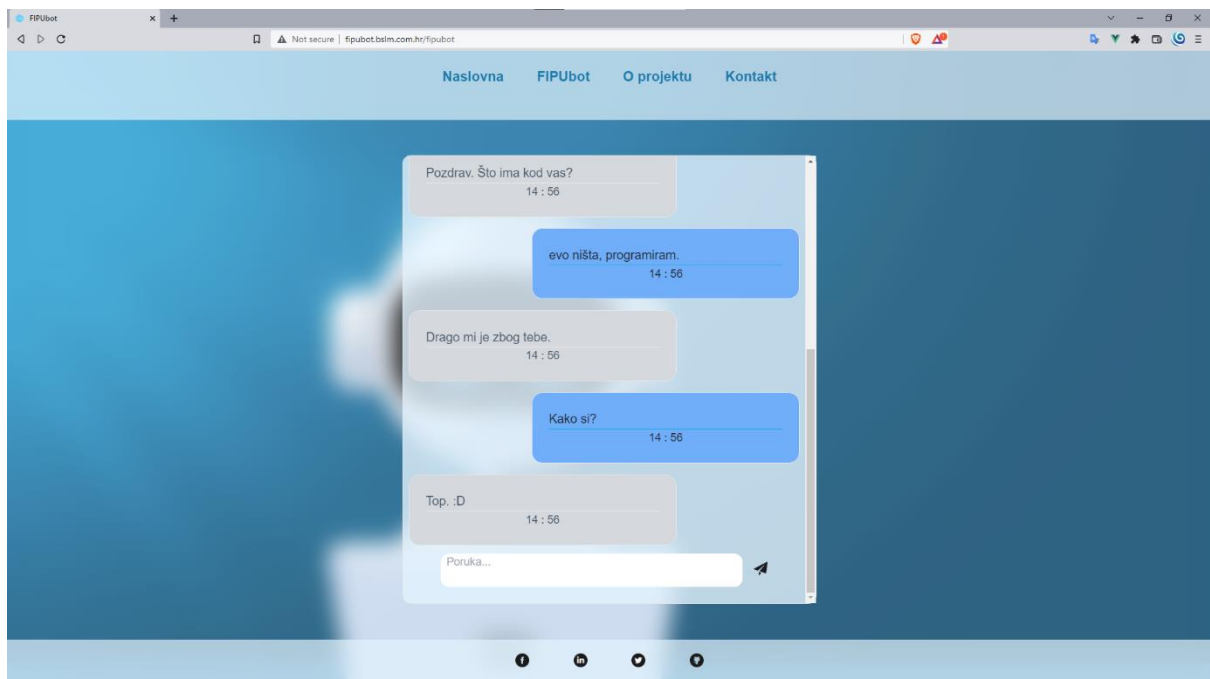 FIPUbot
Not secure | fipubot.bslm.com.hr/fipubot
Naslovna FIPUbot O projektu Kontakt
Pozdrav. Što ima kod vas?
14 : 56
evo ništa, programiram.
14 : 56
Drago mi je zbog tebe.
14 : 56
Kako si?
14 : 56
Top. :D
14 : 56
Poruka...